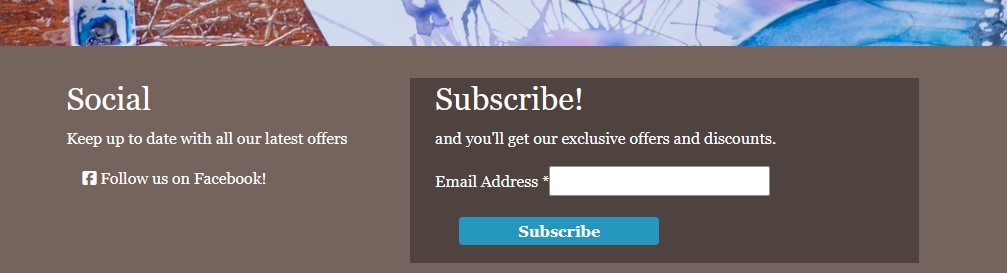 Social
Keep up to date with all our latest offers
Follow us on Facebook!
Subscribe!
and you'll get our exclusive offers and discounts.
Email Address *
Subscribe